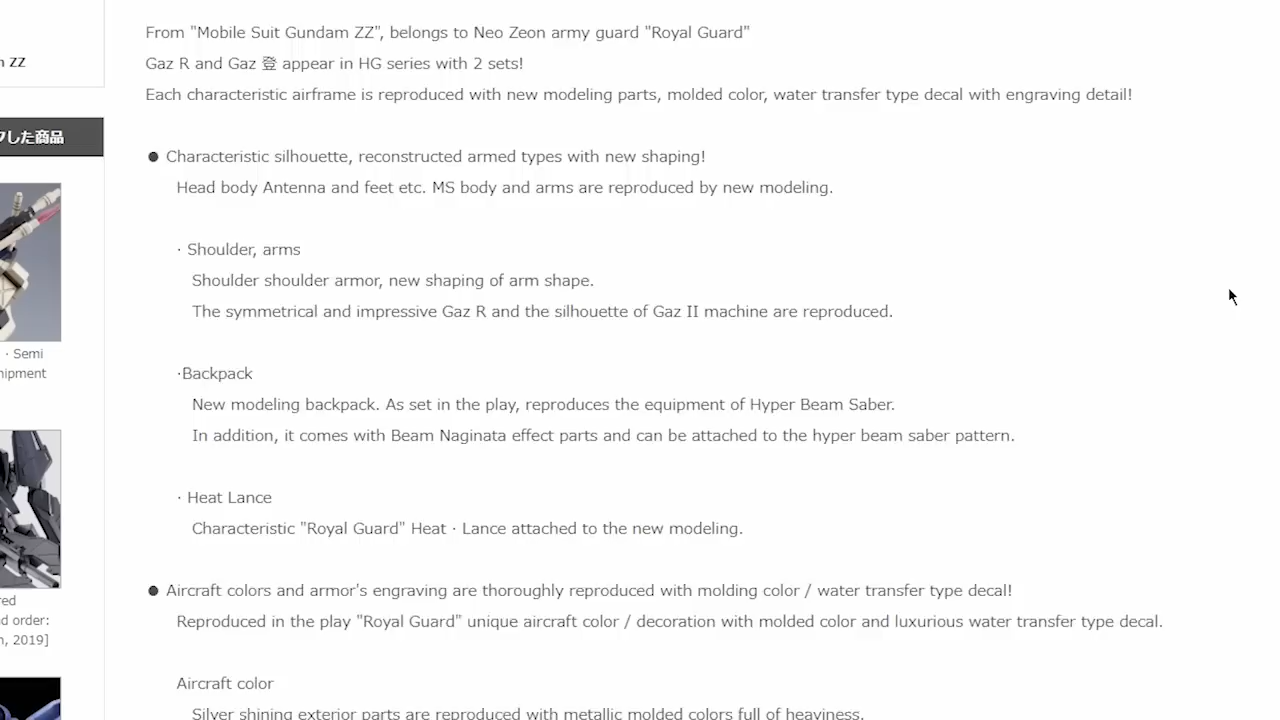 From "Mobile Suit Gundam ZZ", belongs to Neo Zeon army guard "Royal Guard"
Gaz R and Gaz 登 appear in HG series with 2 sets!
Each characteristic airframe is reproduced with new modeling parts, molded color, water transfer type decal with engraving detail!
● Characteristic silhouette, reconstructed armed types with new shaping!
Head body Antenna and feet etc. MS body and arms are reproduced by new modeling.
· Shoulder, arms
Shoulder shoulder armor, new shaping of arm shape.
The symmetrical and impressive Gaz R and the silhouette of Gaz II machine are reproduced.
·Backpack
New modeling backpack. As set in the play, reproduces the equipment of Hyper Beam Saber.
In addition, it comes with Beam Naginata effect parts and can be attached to the hyper beam saber pattern.
· Heat Lance
Characteristic "Royal Guard" Heat · Lance attached to the new modeling.
● Aircraft colors and armor's engraving are thoroughly reproduced with molding color / water transfer type decal!
Reproduced in the play "Royal Guard" unique aircraft color / decoration with molded color and luxurious water transfer type decal.
Aircraft color
Silver shining exterior parts are reproduced with metallic molded colors full of heaviness.
ZZ
した商品
· Semi
2019]